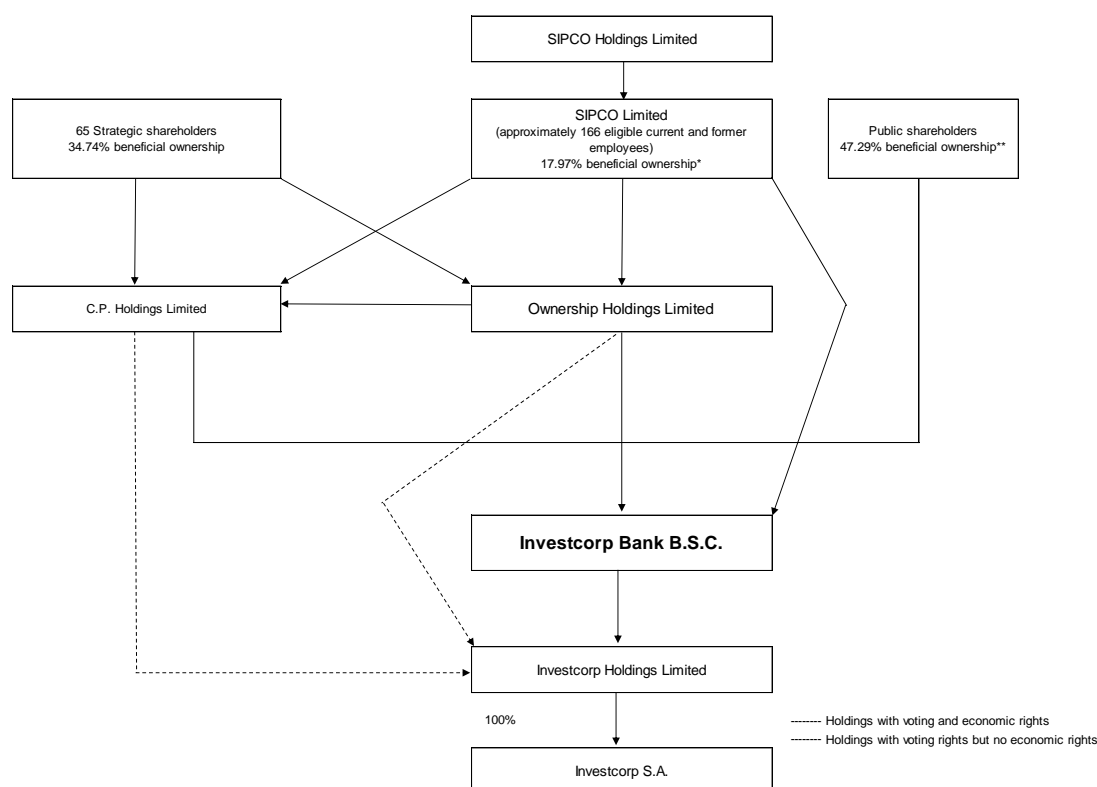 SIPCO Holdings Limited
65 Strategic shareholders
34.74% beneficial ownership
SIPCO Limited
(approximately 166 eligible current and former
employees)
17.97% beneficial ownership*
Public shareholders
47.29% beneficial ownership**
C.P. Holdings Limited
Ownership Holdings Limited
Investcorp Bank B.S.C.
Investcorp Holdings Limited
100%
-------- Holdings with voting and economic rights
-------- Holdings with voting rights but no economic rights
Investcorp S.A.